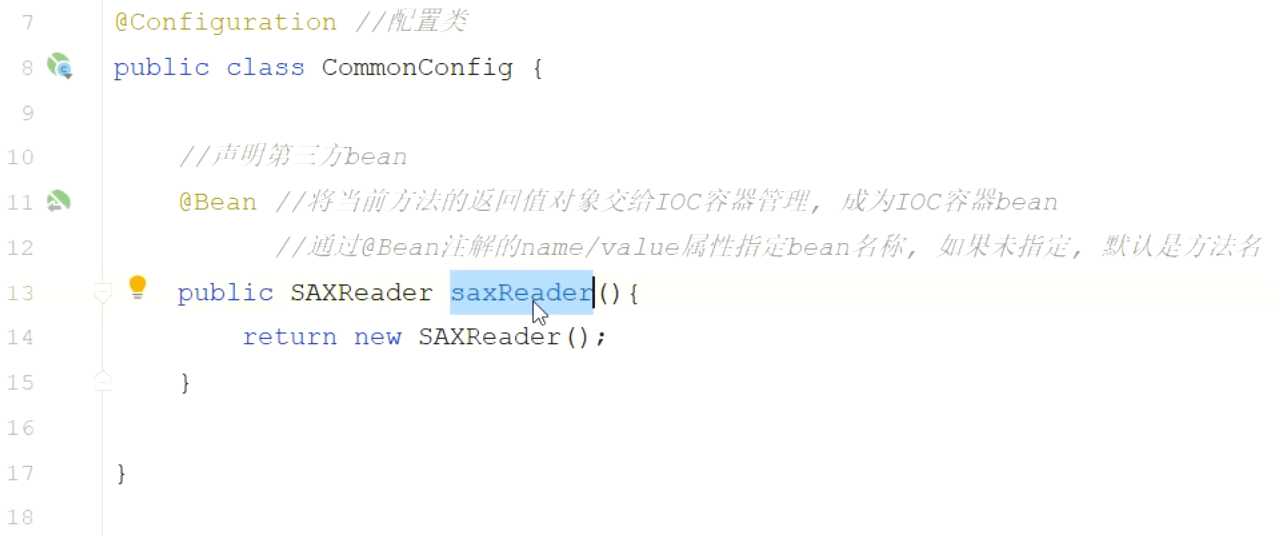 7 @Configuration //配置类
8 public class CommonConfig {
9
10 //声明第三方bean
11 @Bean //将当前方法的返回值对象交给IOC容器管理, 成为IOC容器bean
12 //通过@Bean注解的name/value属性指定bean名称, 如果未指定, 默认是方法名
13 public SAXReader saxReader(){
14 return new SAXReader();
15 }
16
17 }
18